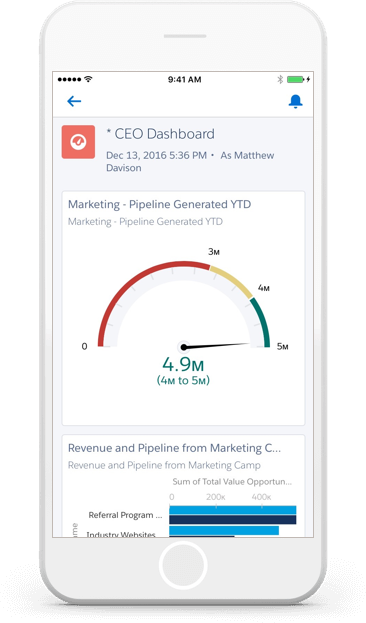 9:41 AM
* CEO Dashboard
Dec 13, 2016 5:36 PM • As Matthew
Davison
Marketing - Pipeline Generated YTD
Marketing - Pipeline Generated YTD
3M
4M
0
5M
4.9M
(4M to 5M)
Revenue and Pipeline from Marketing C...
Revenue and Pipeline from Marketing Camp
Sum of Total Value Opportun...
0 200K 400K
Referral Program ...
Industry Websites...